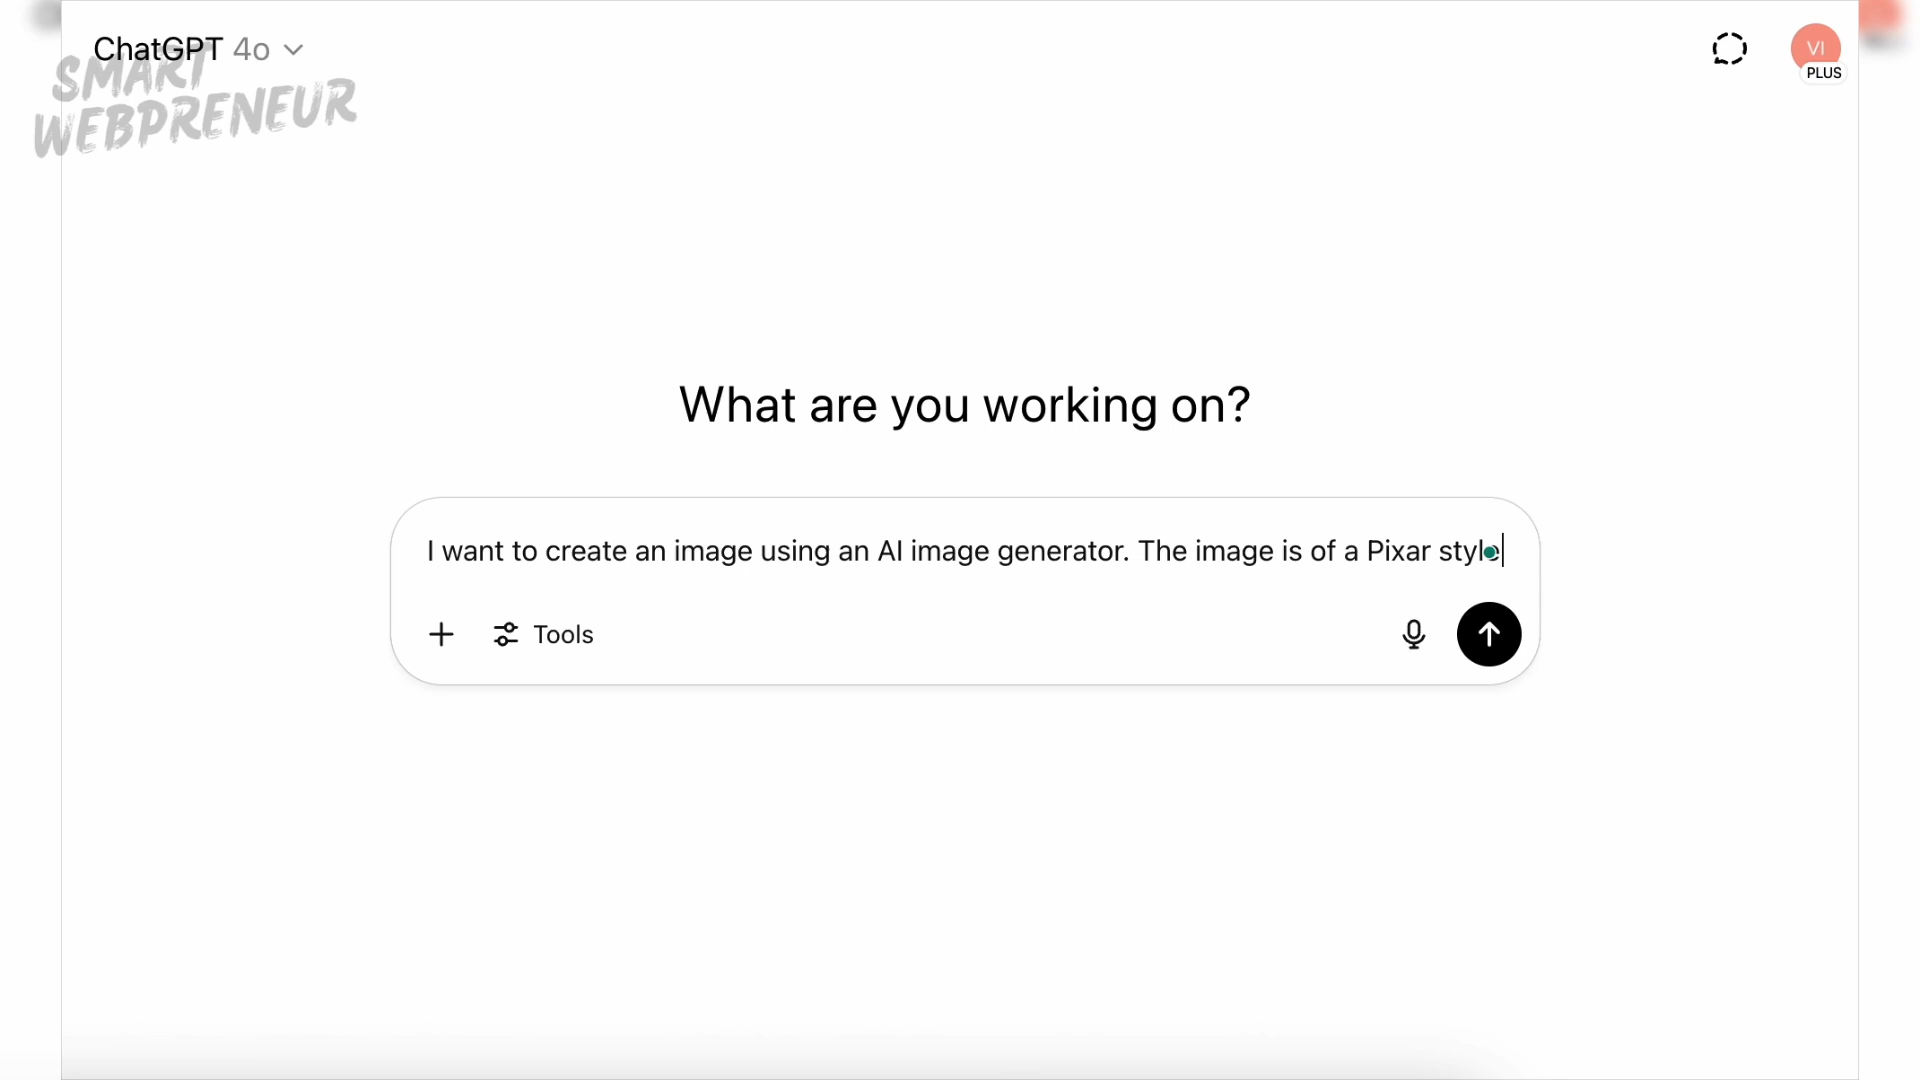 ChatGPT 4o
SMART
WEBPRENEUR
VI
PLUS
What are you working on?
I want to create an image using an AI image generator. The image is of a Pixar style
Tools